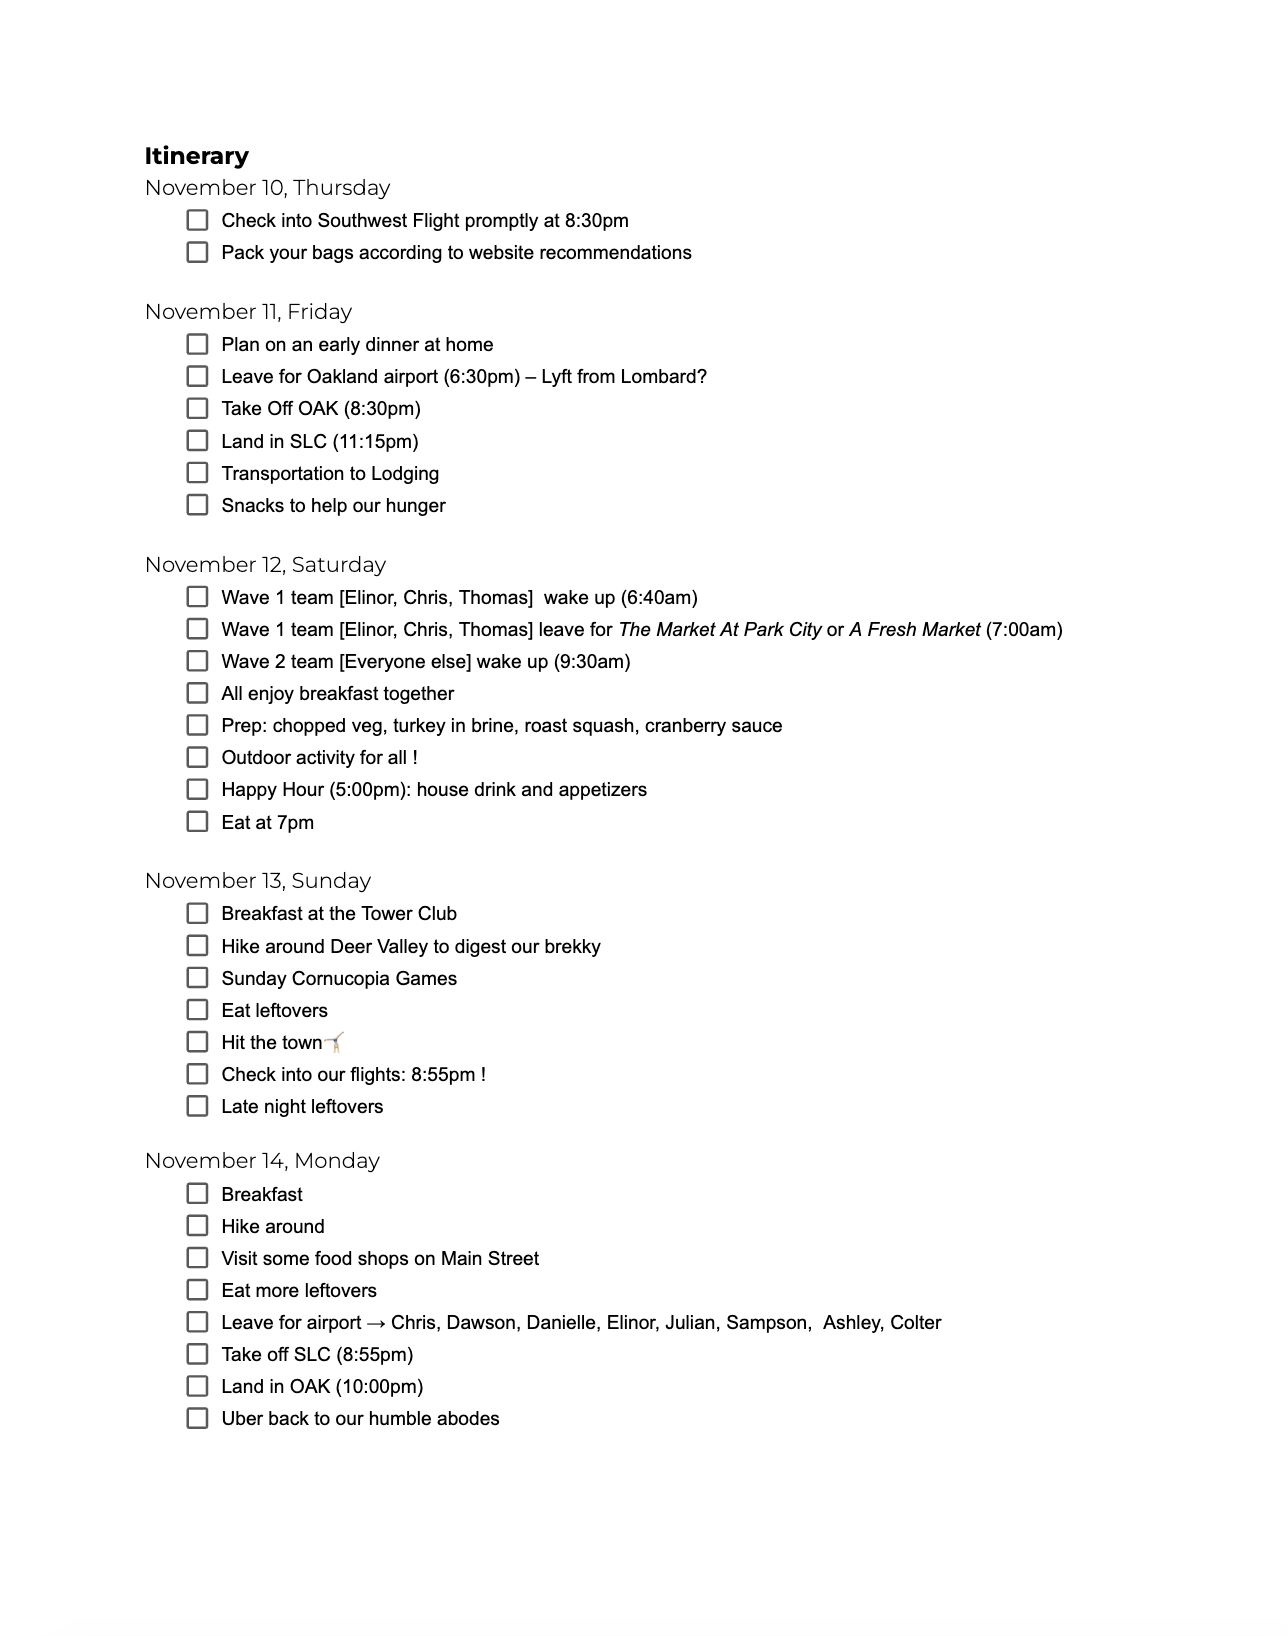 Itinerary
November 10, Thursday
Check into Southwest Flight promptly at 8:30pm
Pack your bags according to website recommendations
November 11, Friday
Plan on an early dinner at home
Leave for Oakland airport (6:30pm) – Lyft from Lombard?
Take Off OAK (8:30pm)
Land in SLC (11:15pm)
Transportation to Lodging
Snacks to help our hunger
November 12, Saturday
Wave 1 team [Elinor, Chris, Thomas]  wake up (6:40am)
Wave 1 team [Elinor, Chris, Thomas] leave for The Market At Park City or A Fresh Market (7:00am)
Wave 2 team [Everyone else] wake up (9:30am)
All enjoy breakfast together
Prep: chopped veg, turkey in brine, roast squash, cranberry sauce
Outdoor activity for all !
Happy Hour (5:00pm): house drink and appetizers
Eat at 7pm
November 13, Sunday
Breakfast at the Tower Club
Hike around Deer Valley to digest our brekky
Sunday Cornucopia Games
Eat leftovers
Hit the town
Check into our flights: 8:55pm !
Late night leftovers
November 14, Monday
Breakfast
Hike around
Visit some food shops on Main Street
Eat more leftovers
Leave for airport → Chris, Dawson, Danielle, Elinor, Julian, Sampson,  Ashley, Colter
Take off SLC (8:55pm)
Land in OAK (10:00pm)
Uber back to our humble abodes